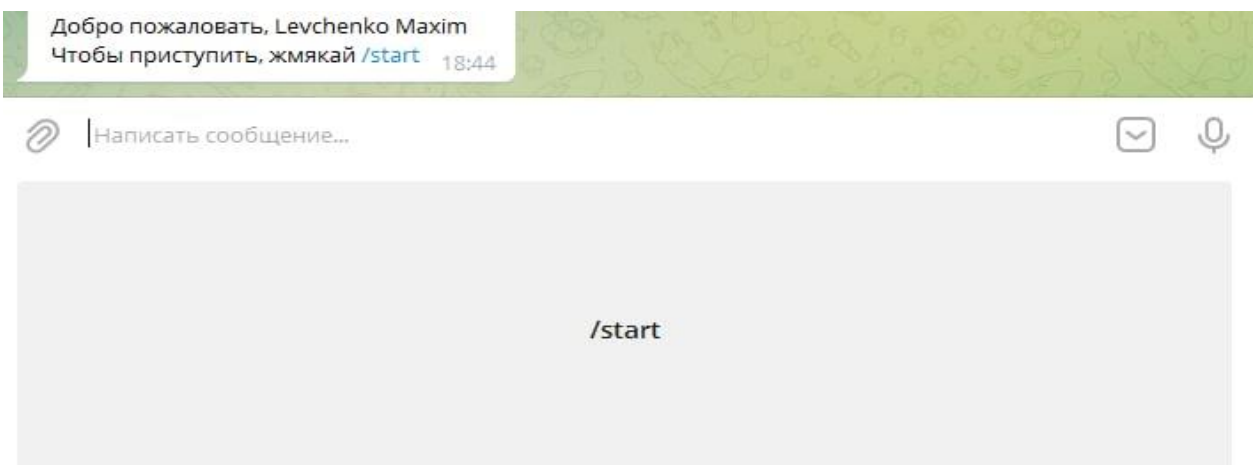 Добро пожаловать, Levchenko Maxim
Чтобы приступить, жмякай /start 18:44
Написать сообщение...
/start